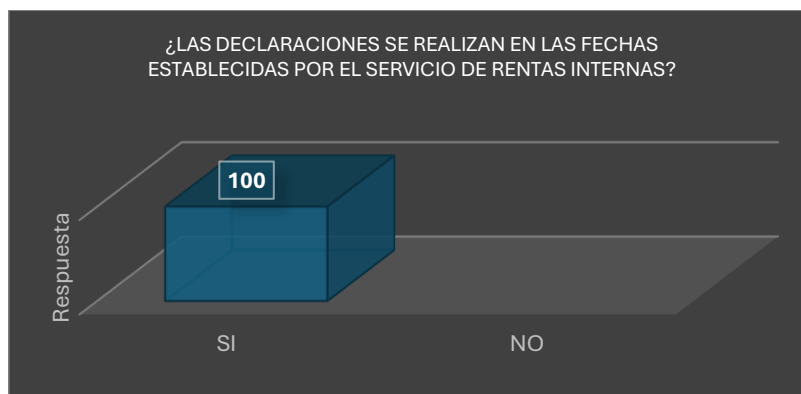 ¿LAS DECLARACIONES SE REALIZAN EN LAS FECHAS
ESTABLECIDAS POR EL SERVICIO DE RENTAS INTERNAS?
100
Respuesta
SI
NO